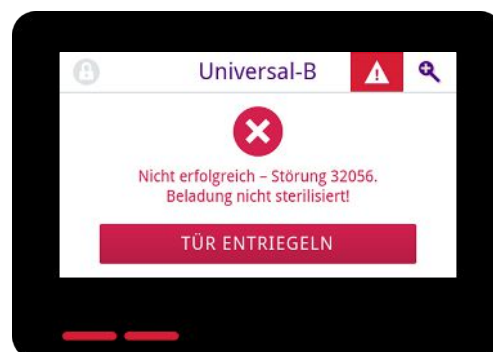 Universal-B
Nicht erfolgreich – Störung 32056.
Beladung nicht sterilisiert!
TÜR ENTRIEGELN